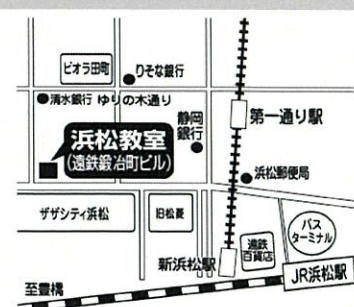 ビオラ田町
りそな銀行
清水銀行 ゆりの木通り
静岡
銀行
第一通り駅
浜松教室
(遠鉄鍛冶町ビル)
浜松郵便局
ザザシティ浜松
旧松菱
バス
ターミナル
遠鉄
百貨店
新浜松駅
JR浜松駅
至豊橋